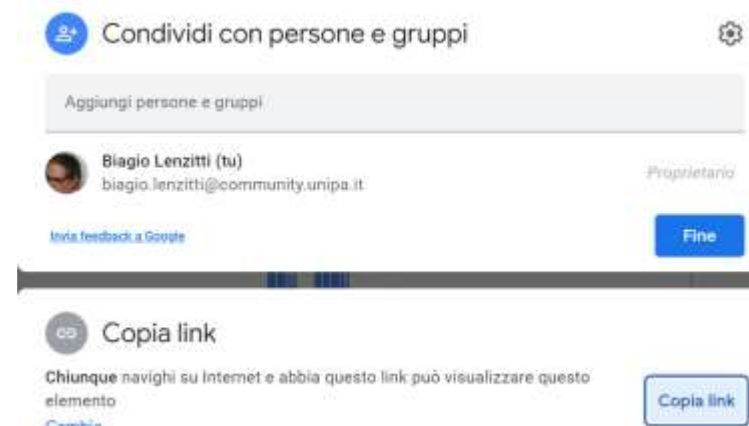 Condividi con persone e gruppi
Aggiungi persone e gruppi
Biagio Lenzitti (tu)
biagio.lenzitti@community.unipa.it
Proprietario
Invia feedback a Google
Fine
Copia link
Chiunque navighi su Internet e abbia questo link può visualizzare questo
elemento
Copia link